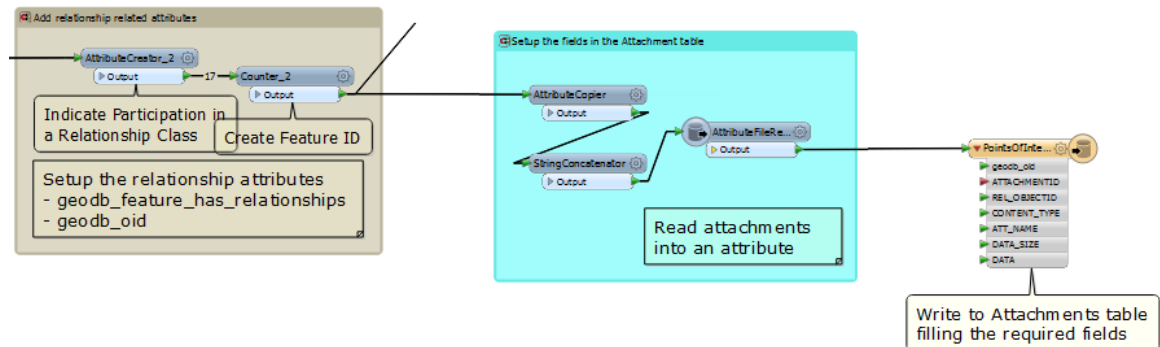 Add relationship related attributes
AttributeCreator_2
Output
17
Counter_2
Output
Indicate Participation in
a Relationship Class
Create Feature ID
Setup the relationship attributes
- geodb_feature_has_relationships
- geodb_oid
Setup the fields in the Attachment table
AttributeCopier
Output
StringConcatenator
Output
AttributeFileRe...
Output
Read attachments
into an attribute
PointsOfInte...
geodb_oid
ATTACHMENTID
REL_OBJECTID
CONTENT_TYPE
ATT_NAME
DATA_SIZE
DATA
Write to Attachments table
filling the required fields